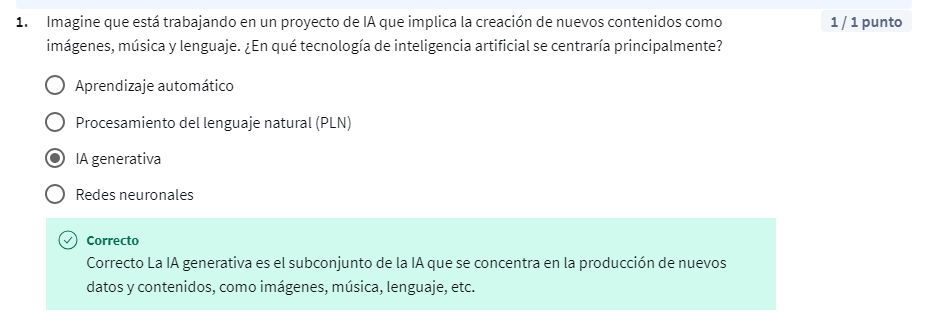 1. Imagine que está trabajando en un proyecto de IA que implica la creación de nuevos contenidos como
1 / 1 punto
imágenes, música y lenguaje. ¿En qué tecnología de inteligencia artificial se centraría principalmente?
Aprendizaje automático
Procesamiento del lenguaje natural (PLN)
IA generativa
Redes neuronales
Correcto
Correcto La IA generativa es el subconjunto de la IA que se concentra en la producción de nuevos
datos y contenidos, como imágenes, música, lenguaje, etc.